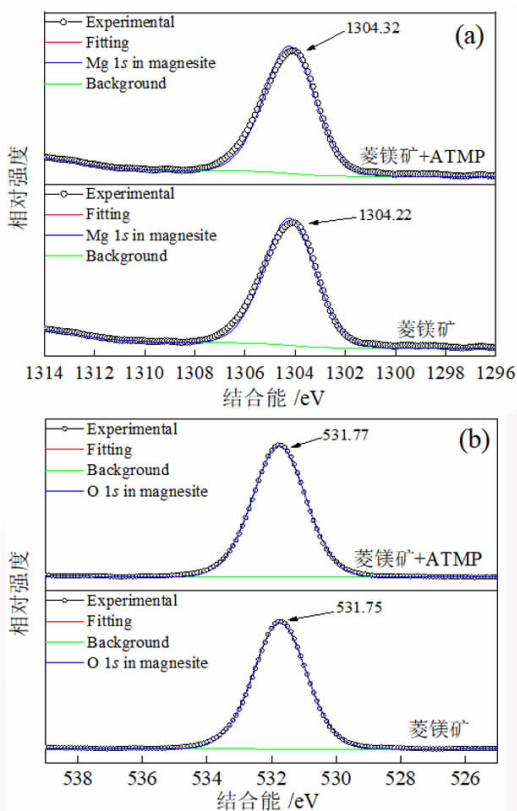 Experimental
Fitting
Mg 1s in magnesite
Background
1304.32
(a)
菱镁矿+ATMP
Experimental
Fitting
Mg 1s in magnesite
Background
1304.22
菱镁矿
相对强度
1314 1312 1310 1308 1306 1304 1302 1300 1298 1296
结合能 /eV
Experimental
Fitting
Background
O 1s in magnesite
531.77
(b)
菱镁矿+ATMP
Experimental
Fitting
Background
O 1s in magnesite
531.75
菱镁矿
相对强度
538 536 534 532 530 528 526
结合能 /eV